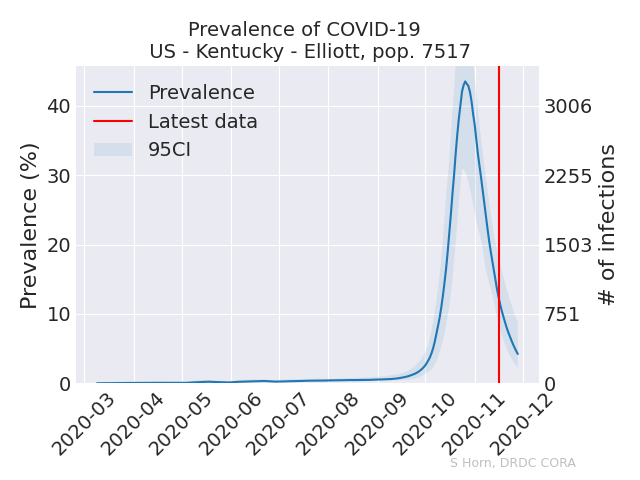 Prevalence of COVID-19
US - Kentucky - Elliott, pop. 7517
Prevalence
Latest data
95CI
Prevalence (%)
40
30
20
10
0
# of infections
3006
2255
1503
751
0
2020-03
2020-04
2020-05
2020-06
2020-07
2020-08
2020-09
2020-10
2020-11
2020-12
S Horn, DRDC CORA